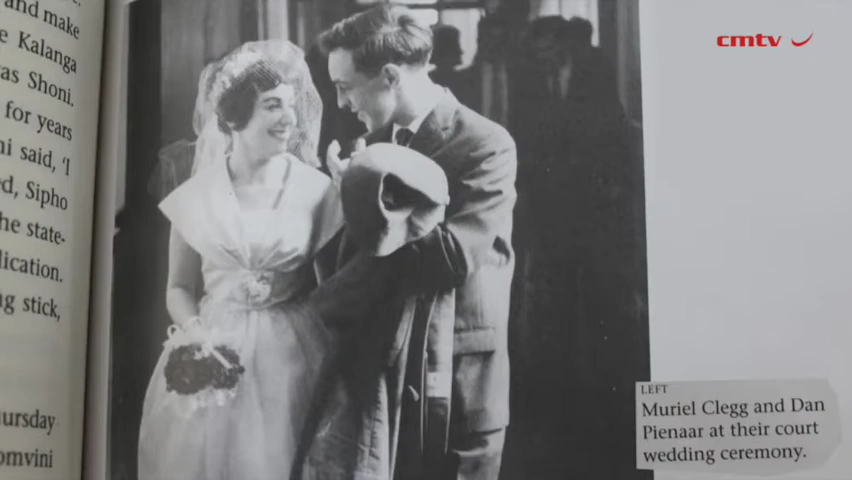 and make
Kalanga
as Shoni.
for years
said, 'I
Sipho
he state-
lication.
stick,
ursday
omvini
cmtv
LEFT
Muriel Clegg and Dan
Pienaar at their court
wedding ceremony.